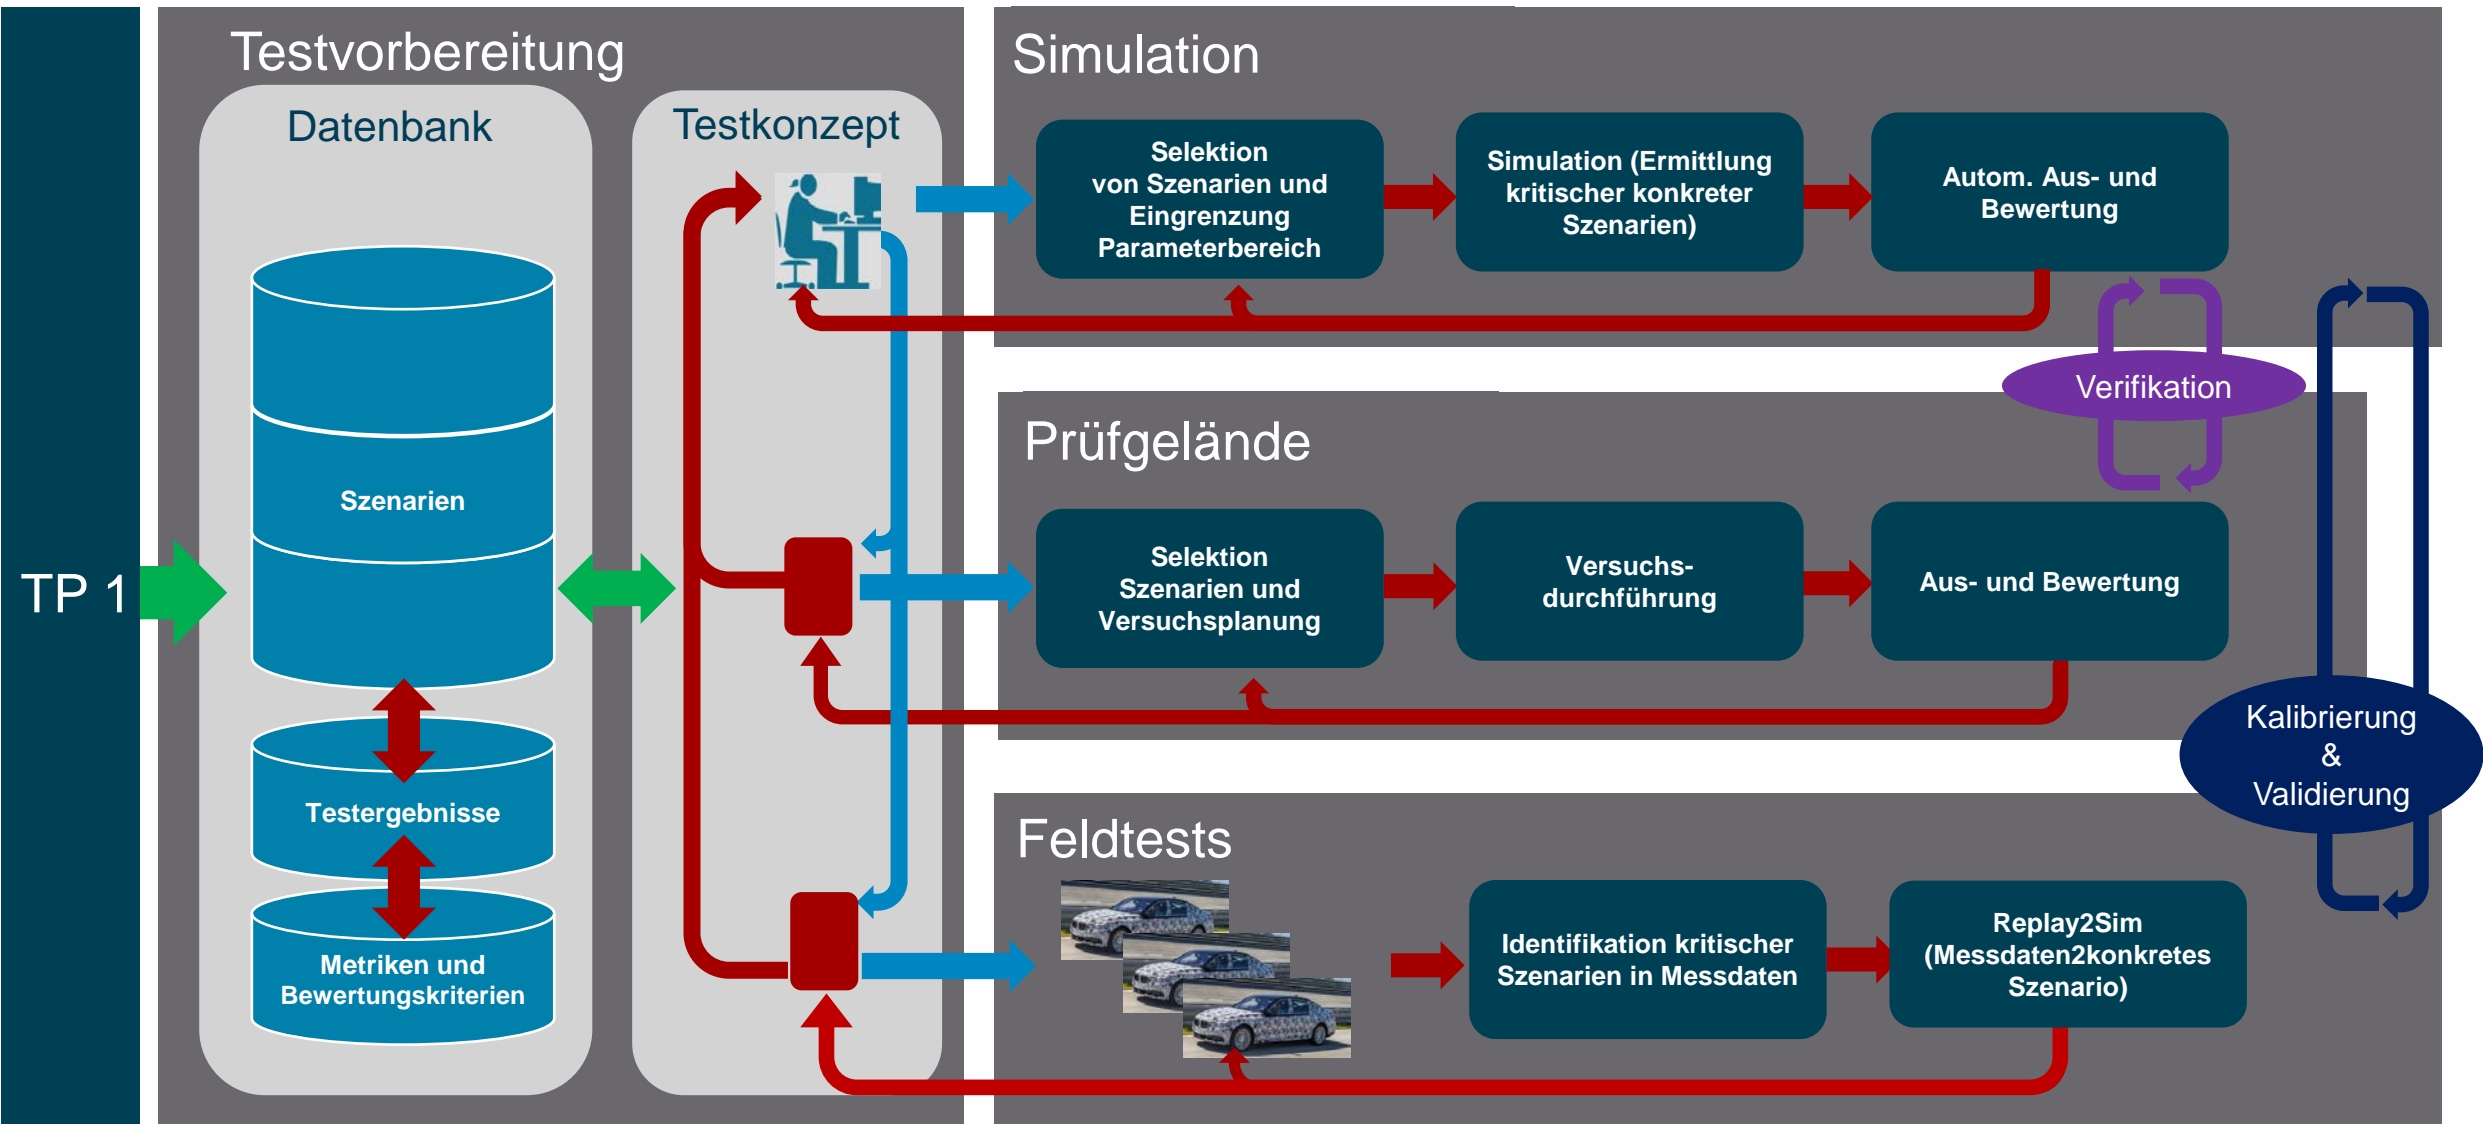 TP 1
Testvorbereitung
Datenbank
Szenarien
Testergebnisse
Metriken und
Bewertungskriterien
Testkonzept
Simulation
Selektion
von Szenarien und
Eingrenzung
Parameterbereich
Simulation (Ermittlung
kritischer konkreter
Szenarien)
Autom. Aus- und
Bewertung
Verifikation
Prüfgelände
Selektion
Szenarien und
Versuchsplanung
Versuchs-
durchführung
Aus- und Bewertung
Kalibrierung
&
Validierung
Feldtests
Identifikation kritischer
Szenarien in Messdaten
Replay2Sim
(Messdaten2konkretes
Szenario)